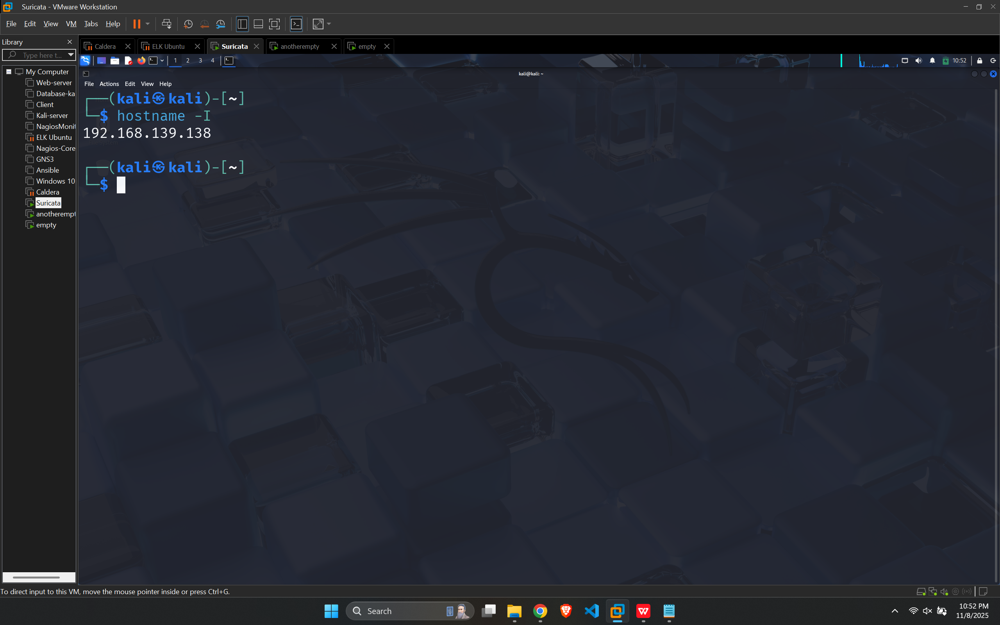 Suricata - VMware Workstation
File Edit View VM Tabs Help
Library
Type here t...
My Computer
Web-server
Database-ka
Client
Kali-server
NagiosMonit
ELK Ubuntu
Nagios-Core
GNS3
Ansible
Windows 10
Caldera
Suricata
anotherempt
empty
Caldera ELK Ubuntu Suricata anotherempty empty
1 2 3 4 10:52
kali@kali: ~
File Actions Edit View Help
┌──(kali㉿kali)-[~]
└─$ hostname -I
192.168.139.138
┌──(kali㉿kali)-[~]
└─$
To direct input to this VM, move the mouse pointer inside or press Ctrl+G.
Search
10:52 PM
11/8/2025